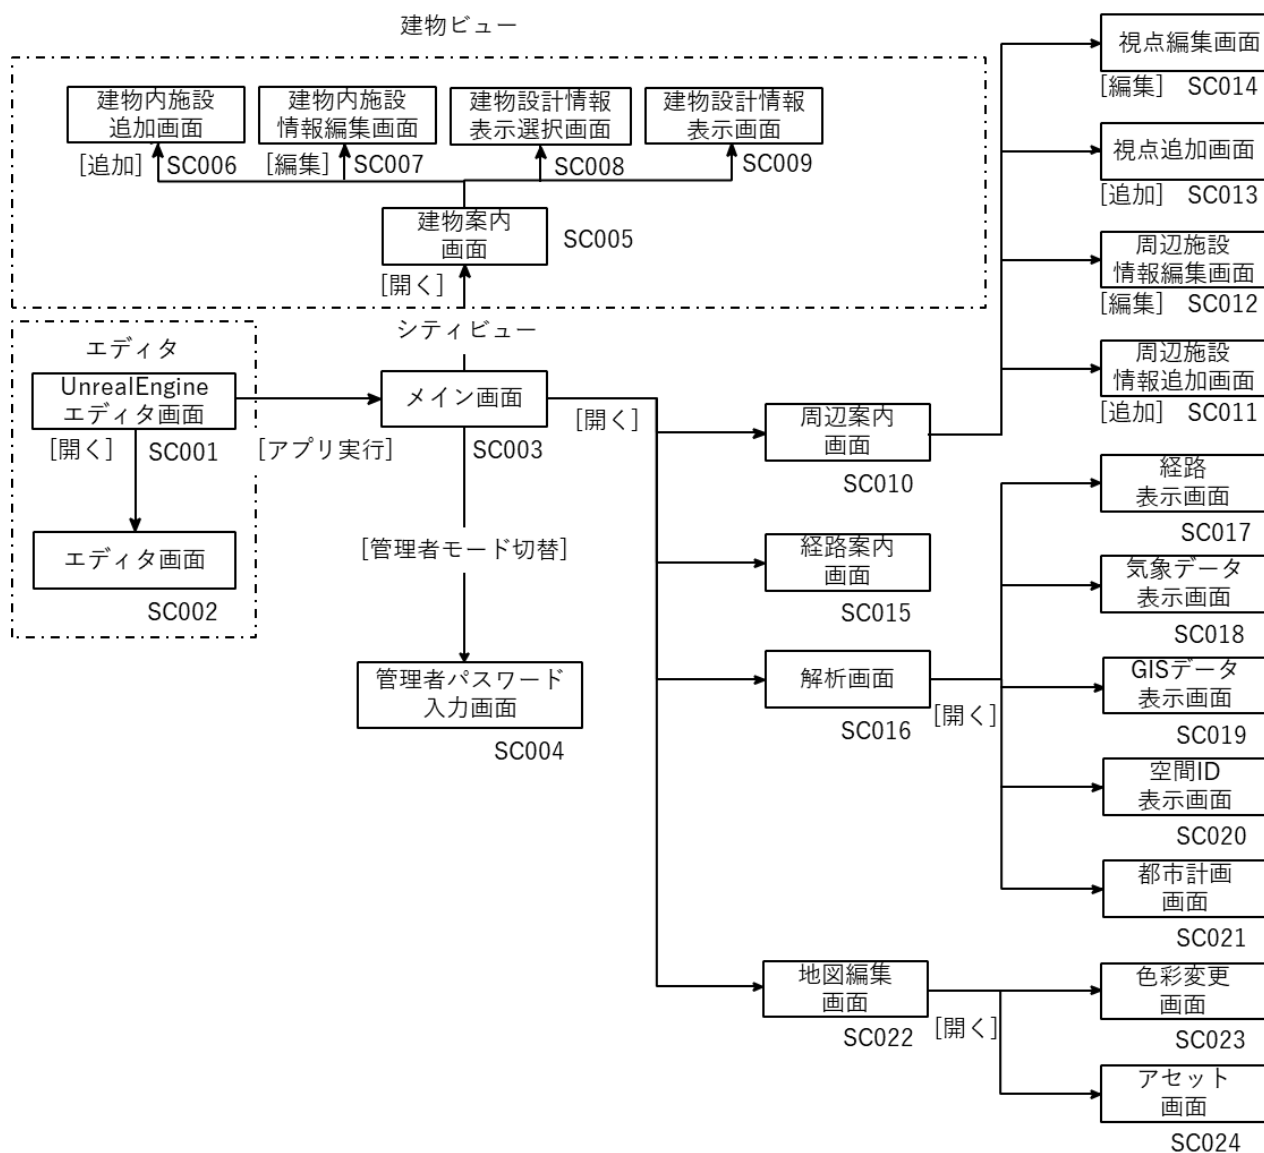 建物ビュー
建物内施設
追加画面
[追加]
SC006
建物内施設
情報編集画面
[編集]
SC007
建物設計情報
表示選択画面
SC008
建物設計情報
表示画面
SC009
建物案内
画面
SC005
[開く]
シティビュー
エディタ
UnrealEngine
エディタ画面
[開く]
SC001
[アプリ実行]
エディタ画面
SC002
メイン画面
SC003
[開く]
[管理者モード切替]
管理者パスワード
入力画面
SC004
周辺案内
画面
SC010
視点編集画面
[編集]
SC014
視点追加画面
[追加]
SC013
周辺施設
情報編集画面
[編集]
SC012
周辺施設
情報追加画面
[追加]
SC011
経路案内
画面
SC015
解析画面
SC016
[開く]
経路
表示画面
SC017
気象データ
表示画面
SC018
GISデータ
表示画面
SC019
空間ID
表示画面
SC020
都市計画
画面
SC021
地図編集
画面
SC022
[開く]
色彩変更
画面
SC023
アセット
画面
SC024